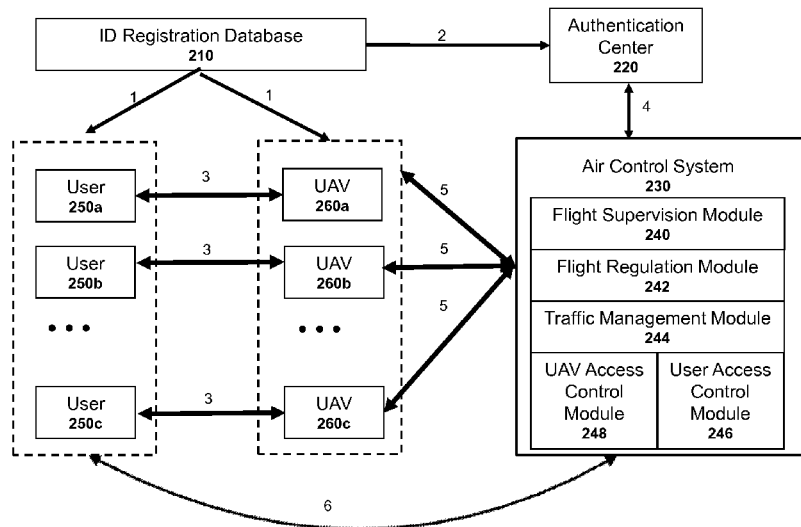 ID Registration Database
210
2
Authentication
Center
220
1
1
4
Air Control System
230
User
250a
3
UAV
260a
5
Flight Supervision Module
240
User
250b
3
UAV
260b
5
Flight Regulation Module
242
5
Traffic Management Module
244
UAV Access
Control
Module
248
User Access
Control
Module
246
User
250c
3
UAV
260c
6